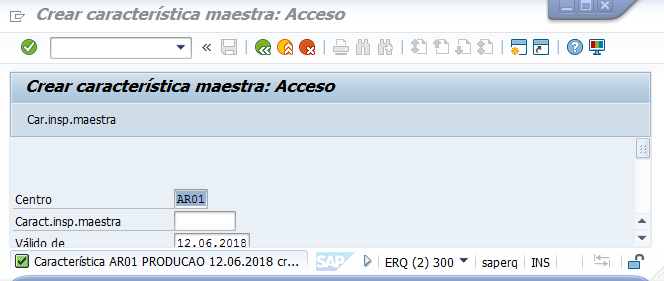 Crear característica maestra: Acceso
Crear característica maestra: Acceso
Car.insp.maestra
Centro AR01
Caract.insp.maestra
Válido de 12.06.2018
Característica AR01 PRODUCAO 12.06.2018 cr... SAP ERQ (2) 300 saperq INS